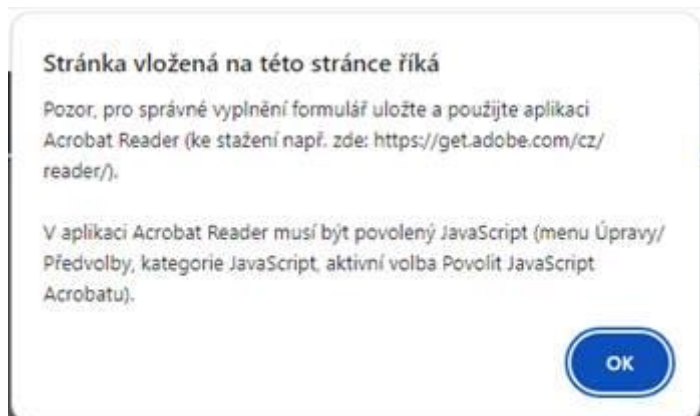 Stránka vložená na této stránce říká
Pozor, pro správné vyplnění formulář uložte a použijte aplikaci
Acrobat Reader (ke stažení např. zde: https://get.adobe.com/cz/
reader/).
V aplikaci Acrobat Reader musí být povolený JavaScript (menu Úpravy/
Předvolby, kategorie JavaScript, aktivní volba Povolit JavaScript
Acrobatu).
OK